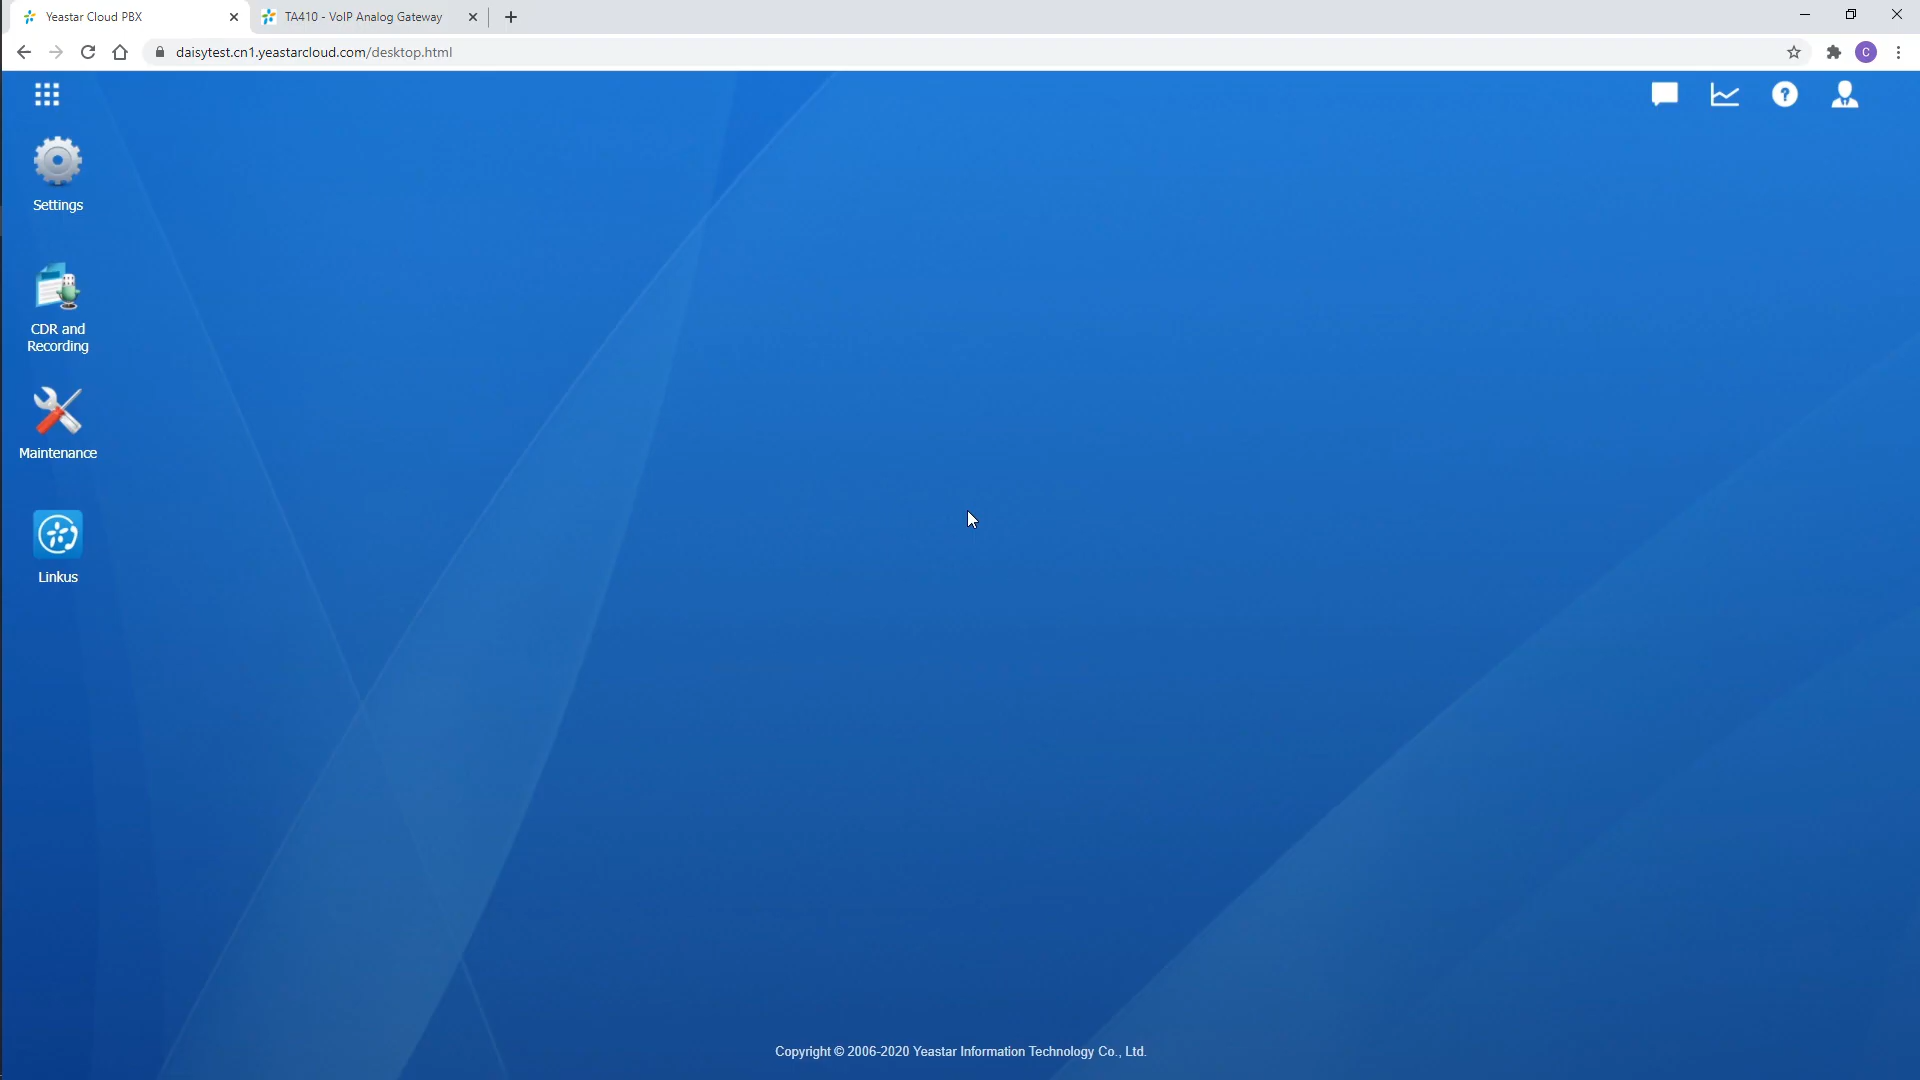 Yeastar Cloud PBX
TA410 - VoIP Analog Gateway
daisytest.cn1.yeastarcloud.com/desktop.html
C
?
Settings
CDR and
Recording
Maintenance
Linkus
Copyright © 2006-2020 Yeastar Information Technology Co., Ltd.